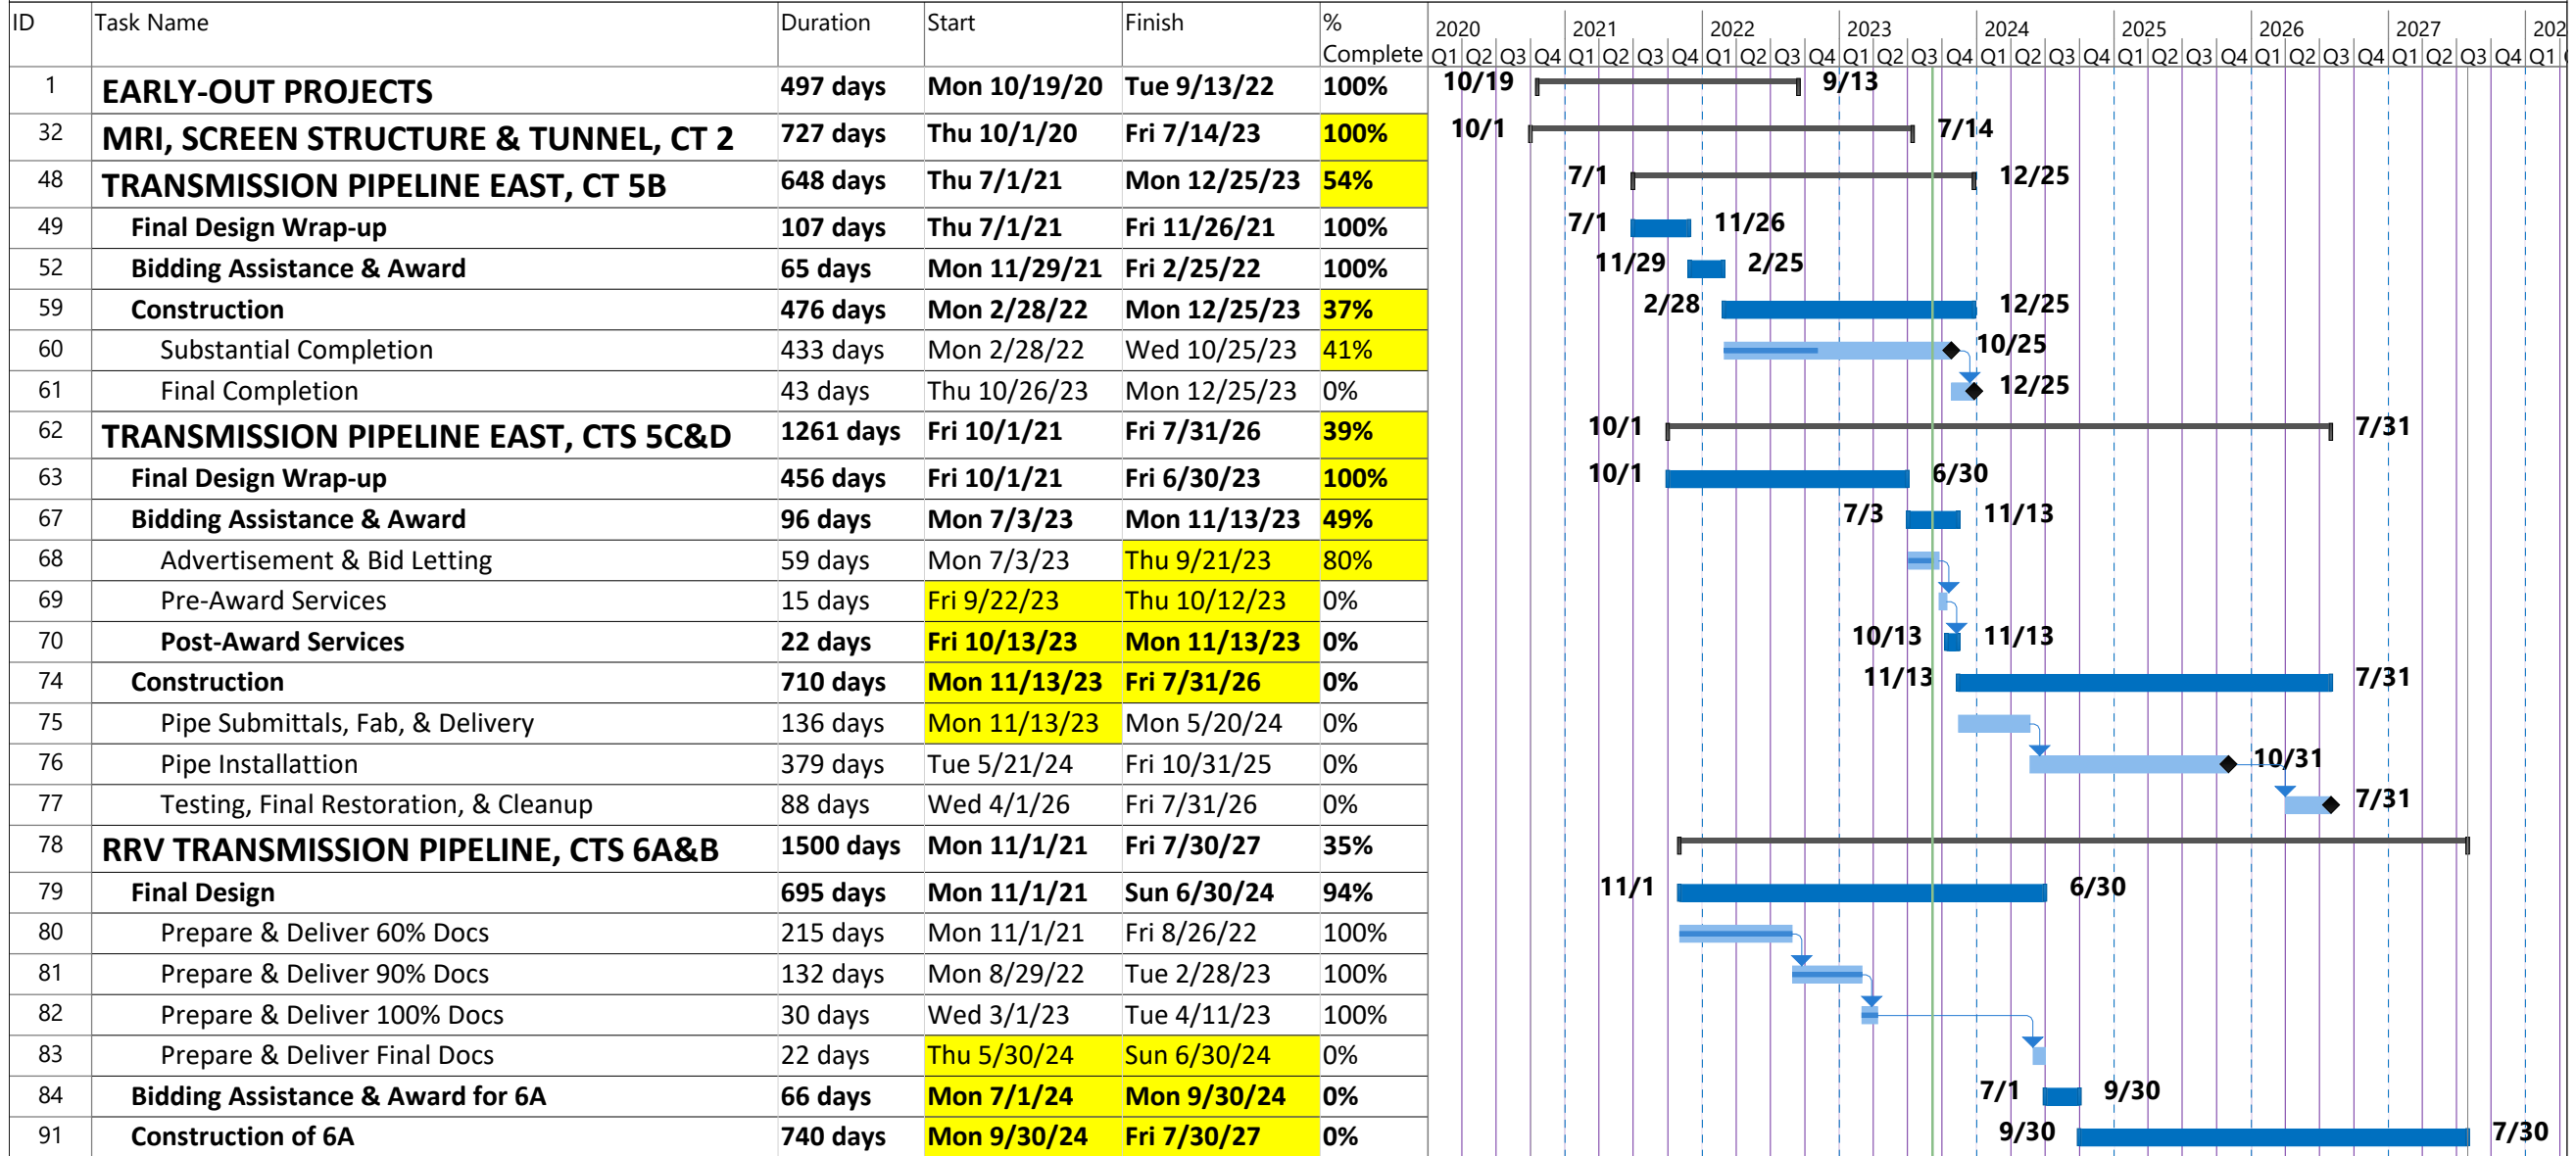 ID Task Name Duration Start Finish % Complete 2020 2021 2022 2023 2024 2025 2026 2027 202
Q1 Q2 Q3 Q4 Q1 Q2 Q3 Q4 Q1 Q2 Q3 Q4 Q1 Q2 Q3 Q4 Q1 Q2 Q3 Q4 Q1 Q2 Q3 Q4 Q1 Q2 Q3 Q4 Q1 Q2 Q3 Q4 Q1
1 EARLY-OUT PROJECTS 497 days Mon 10/19/20 Tue 9/13/22 100% 10/19 9/13
32 MRI, SCREEN STRUCTURE & TUNNEL, CT 2 727 days Thu 10/1/20 Fri 7/14/23 100% 10/1 7/14
48 TRANSMISSION PIPELINE EAST, CT 5B 648 days Thu 7/1/21 Mon 12/25/23 54% 7/1 12/25
49 Final Design Wrap-up 107 days Thu 7/1/21 Fri 11/26/21 100% 7/1 11/26
52 Bidding Assistance & Award 65 days Mon 11/29/21 Fri 2/25/22 100% 11/29 2/25
59 Construction 476 days Mon 2/28/22 Mon 12/25/23 37% 2/28 12/25
60 Substantial Completion 433 days Mon 2/28/22 Wed 10/25/23 41% 10/25
61 Final Completion 43 days Thu 10/26/23 Mon 12/25/23 0% 12/25
62 TRANSMISSION PIPELINE EAST, CTS 5C&D 1261 days Fri 10/1/21 Fri 7/31/26 39% 10/1 7/31
63 Final Design Wrap-up 456 days Fri 10/1/21 Fri 6/30/23 100% 10/1 6/30
67 Bidding Assistance & Award 96 days Mon 7/3/23 Mon 11/13/23 49% 7/3 11/13
68 Advertisement & Bid Letting 59 days Mon 7/3/23 Thu 9/21/23 80%
69 Pre-Award Services 15 days Fri 9/22/23 Thu 10/12/23 0%
70 Post-Award Services 22 days Fri 10/13/23 Mon 11/13/23 0% 10/13 11/13
74 Construction 710 days Mon 11/13/23 Fri 7/31/26 0% 11/13 7/31
75 Pipe Submittals, Fab, & Delivery 136 days Mon 11/13/23 Mon 5/20/24 0%
76 Pipe Installattion 379 days Tue 5/21/24 Fri 10/31/25 0% 10/31
77 Testing, Final Restoration, & Cleanup 88 days Wed 4/1/26 Fri 7/31/26 0% 7/31
78 RRV TRANSMISSION PIPELINE, CTS 6A&B 1500 days Mon 11/1/21 Fri 7/30/27 35%
79 Final Design 695 days Mon 11/1/21 Sun 6/30/24 94% 11/1 6/30
80 Prepare & Deliver 60% Docs 215 days Mon 11/1/21 Fri 8/26/22 100%
81 Prepare & Deliver 90% Docs 132 days Mon 8/29/22 Tue 2/28/23 100%
82 Prepare & Deliver 100% Docs 30 days Wed 3/1/23 Tue 4/11/23 100%
83 Prepare & Deliver Final Docs 22 days Thu 5/30/24 Sun 6/30/24 0%
84 Bidding Assistance & Award for 6A 66 days Mon 7/1/24 Mon 9/30/24 0% 7/1 9/30
91 Construction of 6A 740 days Mon 9/30/24 Fri 7/30/27 0% 9/30 7/30